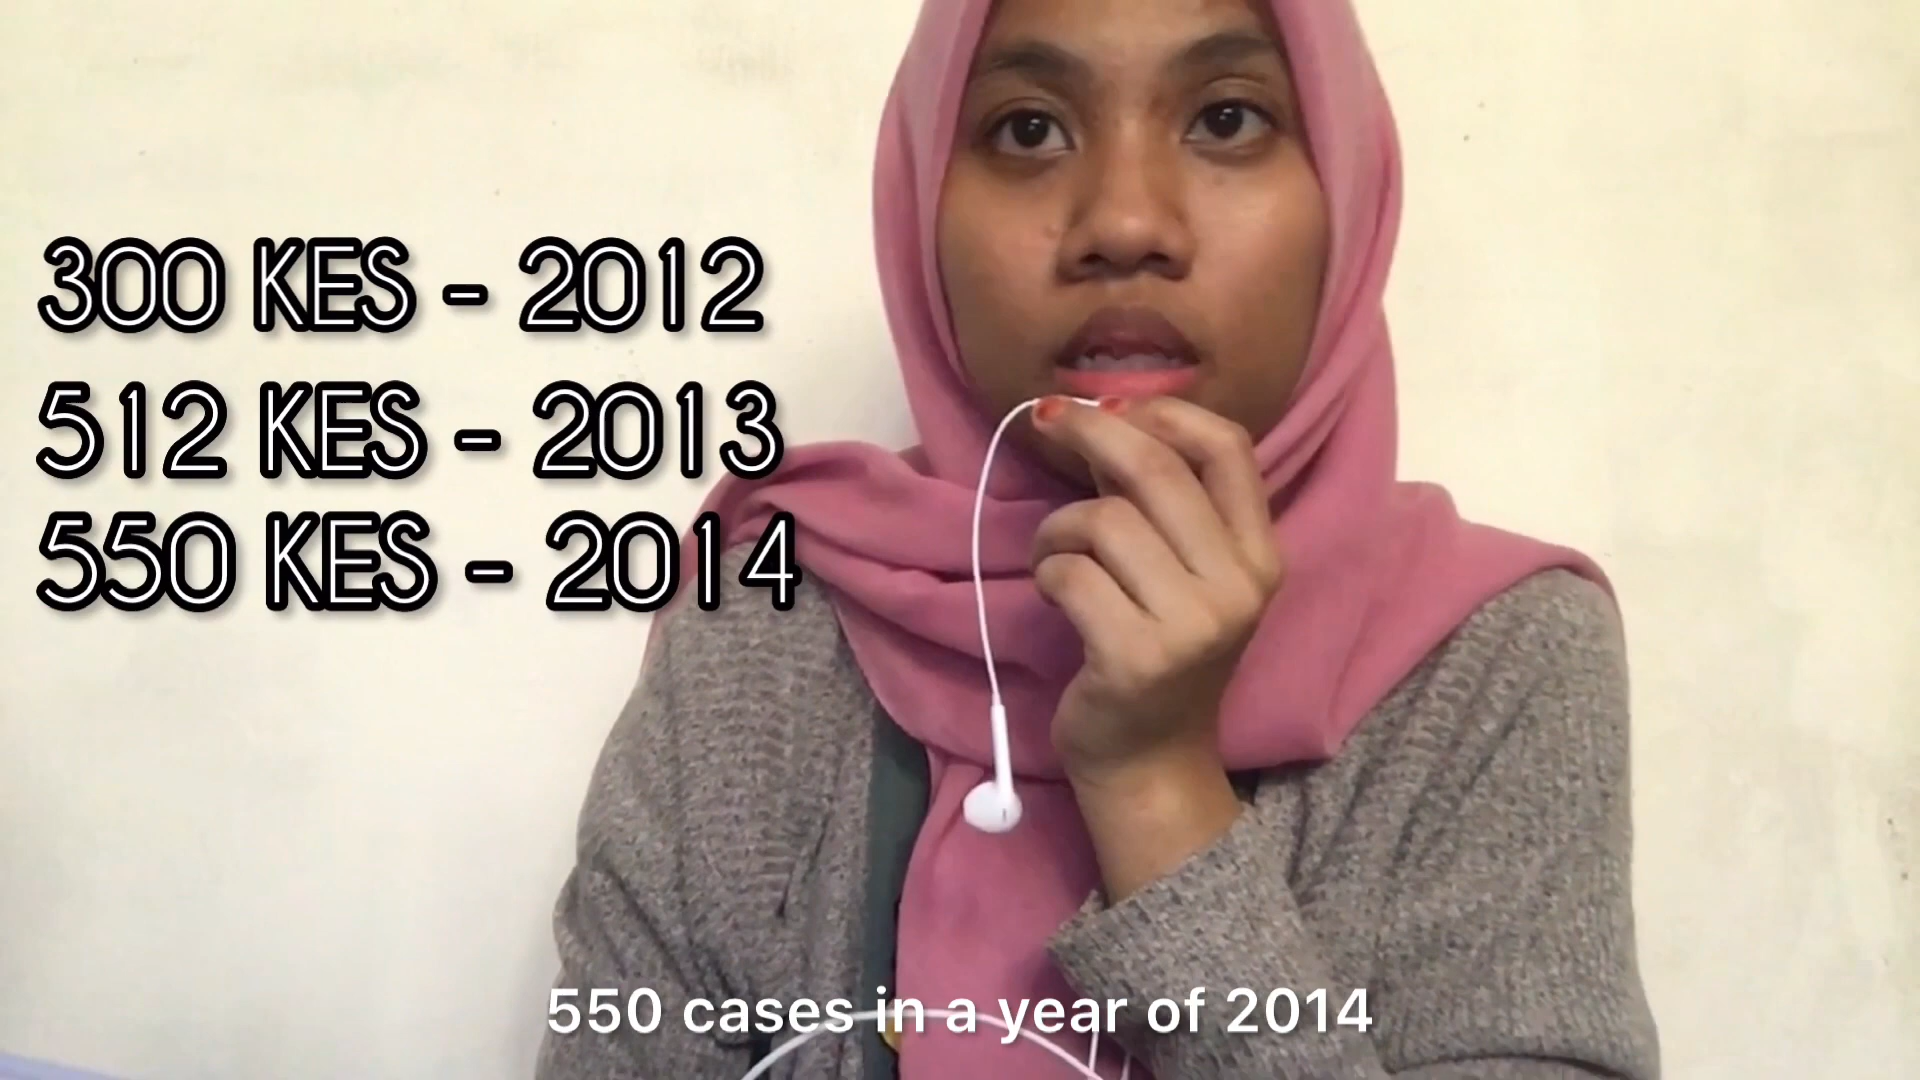 300 KES - 2012
512 KES - 2013
550 KES - 2014
550 cases in a year of 2014